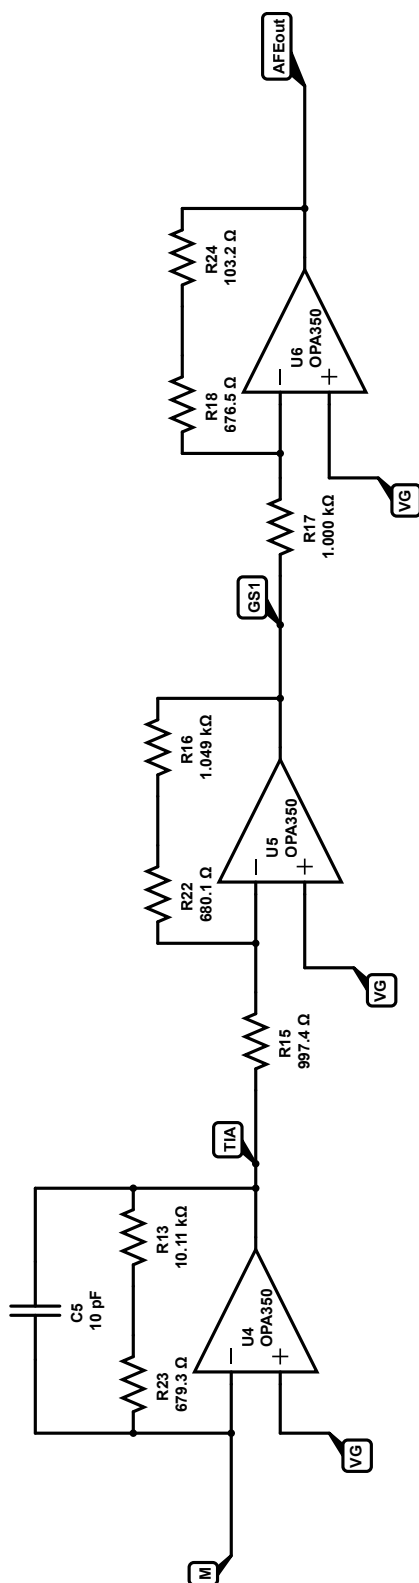 M
C5
10 pF
R23
679.3 Ω
R13
10.11 kΩ
−
+
U4
OPA350
VG
TIA
R15
997.4 Ω
R22
680.1 Ω
R16
1.049 kΩ
−
+
U5
OPA350
VG
GS1
R17
1.000 kΩ
R18
676.5 Ω
R24
103.2 Ω
−
+
U6
OPA350
VG
AFEout